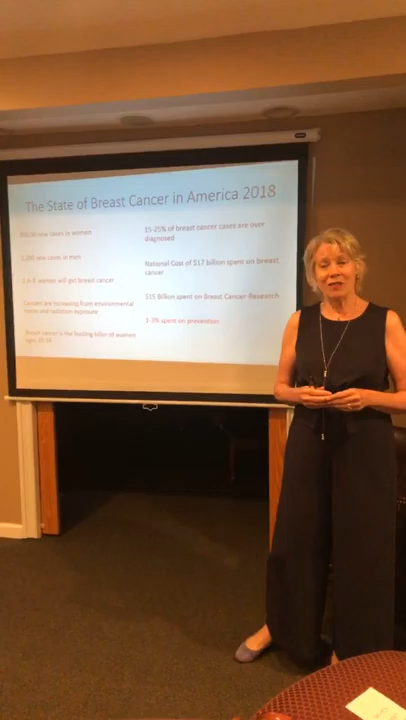 The State of Breast Cancer in America 2018
new cases in women
new cases in men
women will get breast cancer
Cancers are increasing from environmental
toxins and radiation exposure
Breast cancer is the leading killer of women
ages
15-25% of breast cancer cases are over
diagnosed
National Cost of $17 billion spent on breast
cancer
$15 Billion spent on Breast Cancer Research
1-3% spent on prevention